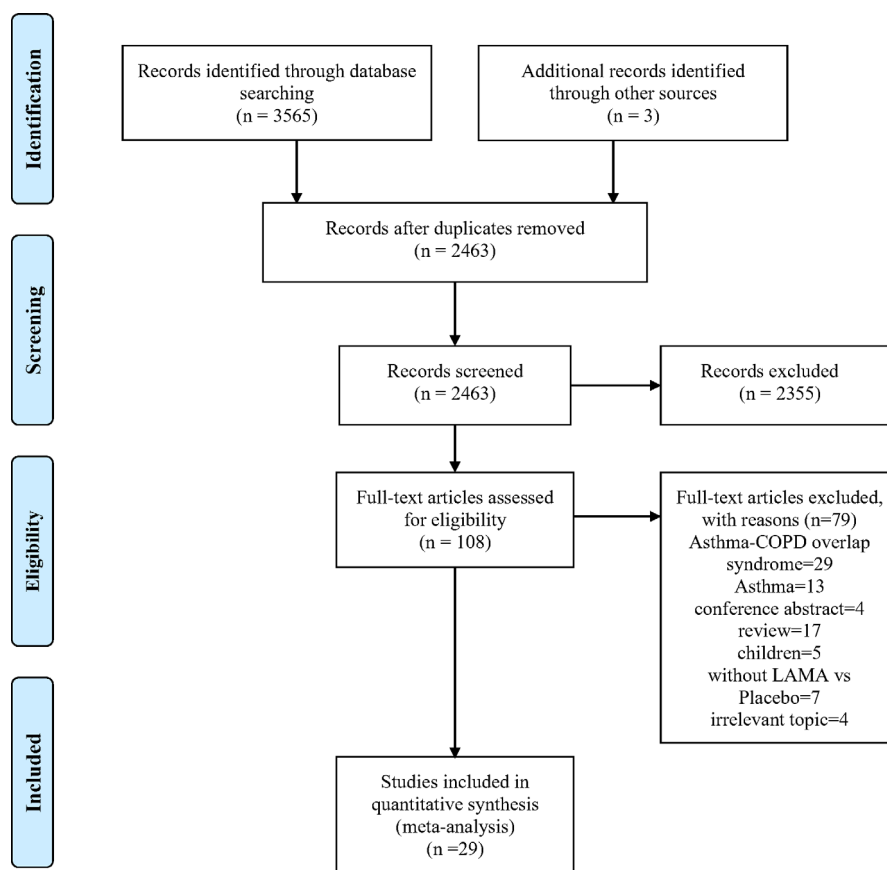 Identification
Records identified through database
searching
(n = 3565)
Additional records identified
through other sources
(n = 3)
Records after duplicates removed
(n = 2463)
Screening
Records screened
(n = 2463)
Records excluded
(n = 2355)
Eligibility
Full-text articles assessed
for eligibility
(n = 108)
Full-text articles excluded,
with reasons (n=79)
Asthma-COPD overlap
syndrome=29
Asthma=13
conference abstract=4
review=17
children=5
without LAMA vs
Placebo=7
irrelevant topic=4
Included
Studies included in
quantitative synthesis
(meta-analysis)
(n =29)